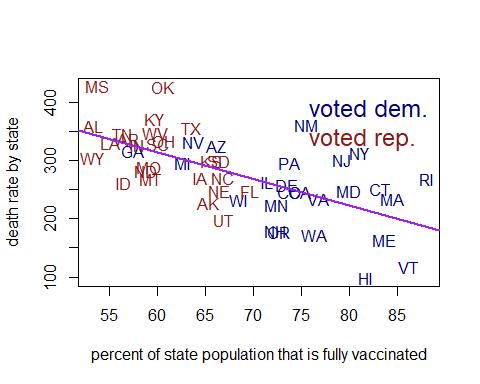 voted dem.
voted rep.
MS OK
KY TX NM
AL TN WV
AR OH NV
LA IN SC AZ
GA NY
ID WY
MI KS SD PA NJ
MO
ND MT IA NC IL DE RI
NE FL CO CA MD CT
AK WI MN VA MA
UT
NH OR WA ME
HI VT
400
300
200
100
death rate by state
55 60 65 70 75 80 85
percent of state population that is fully vaccinated